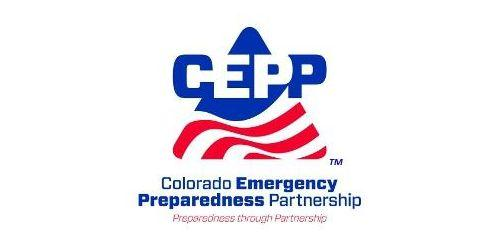 CEPP
TM
Colorado Emergency
Preparedness Partnership
Preparedness through Partnership